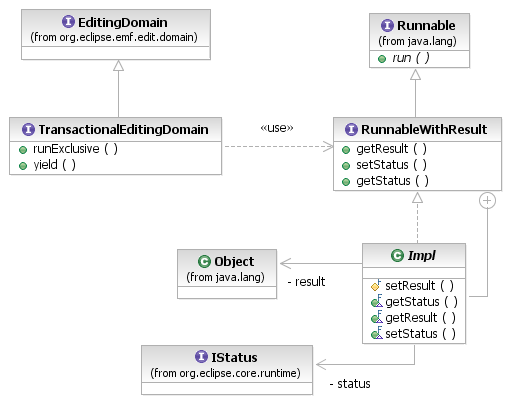 EditingDomain
(from org.eclipse.emf.edit.domain)
Runnable
(from java.lang)
run ( )
TransactionalEditingDomain
runExclusive ( )
yield ( )
«use»
RunnableWithResult
getResult ( )
setStatus ( )
getStatus ( )
Object
(from java.lang)
- result
Impl
setResult ( )
getStatus ( )
getResult ( )
setStatus ( )
IStatus
(from org.eclipse.core.runtime)
- status